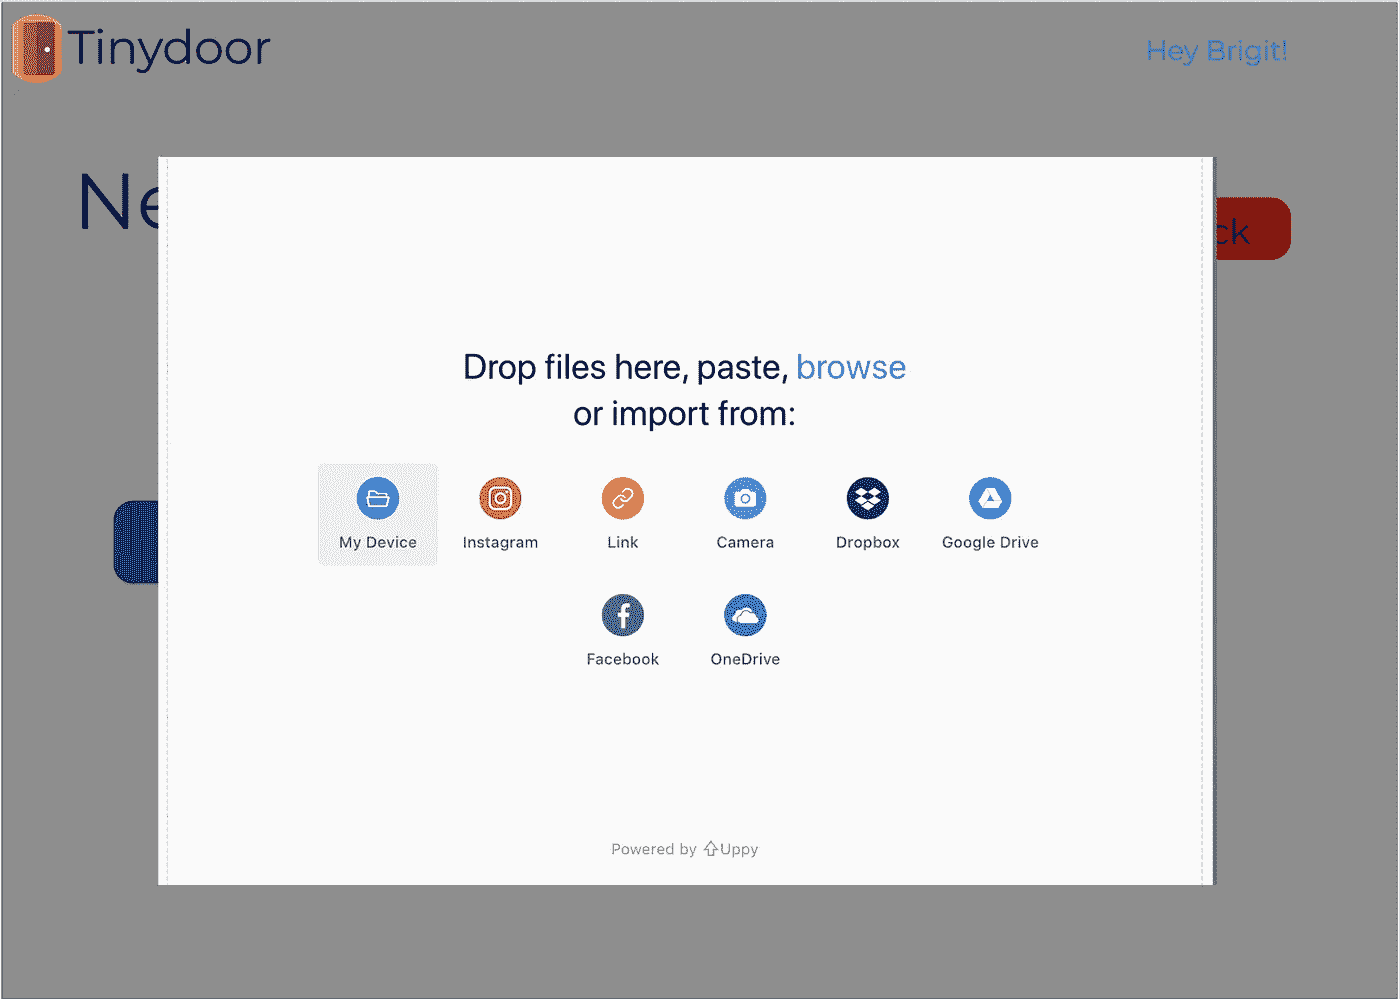 Tinydoor
Hey Brigit!
Ne
ck
Drop files here, paste, browse
or import from:
My Device
Instagram
Link
Camera
Dropbox
Google Drive
Facebook
OneDrive
Powered by Uppy